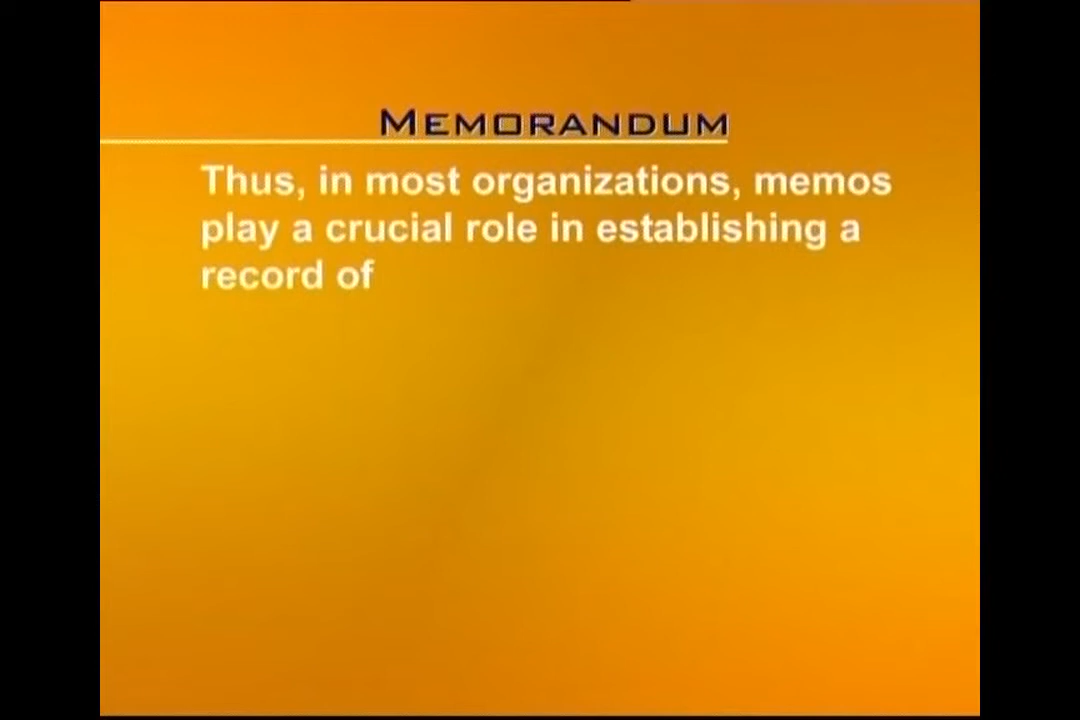 MEMORANDUM
Thus, in most organizations, memos
play a crucial role in establishing a
record of